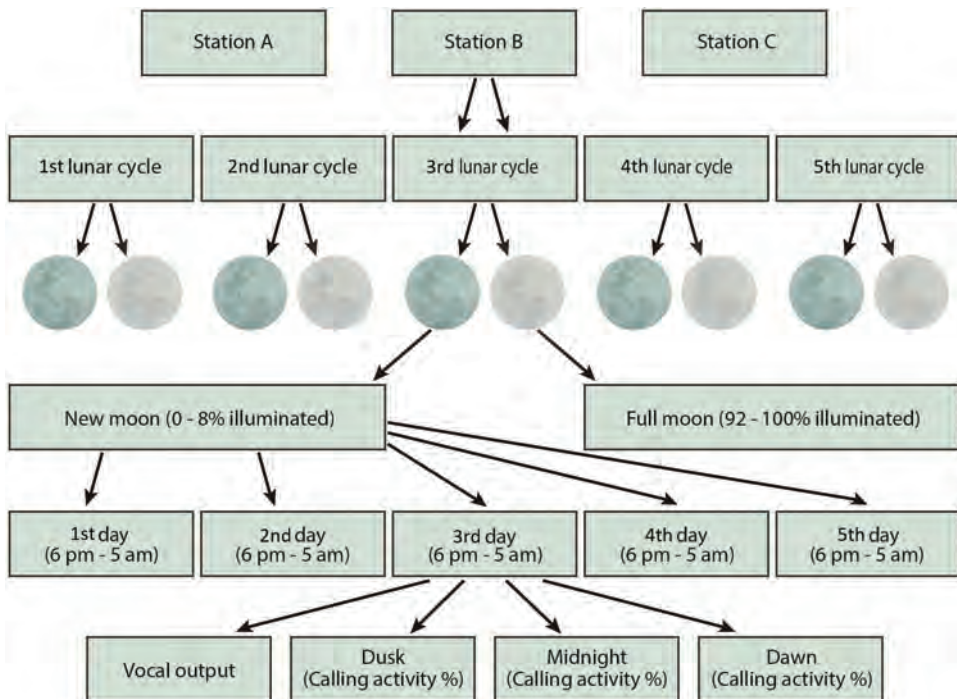 Station A
Station B
Station C
1st lunar cycle
2nd lunar cycle
3rd lunar cycle
4th lunar cycle
5th lunar cycle
New moon (0 - 8% illuminated)
Full moon (92 - 100% illuminated)
1st day
(6 pm - 5 am)
2nd day
(6 pm - 5 am)
3rd day
(6 pm - 5 am)
4th day
(6 pm - 5 am)
5th day
(6 pm - 5 am)
Vocal output
Dusk
(Calling activity %)
Midnight
(Calling activity %)
Dawn
(Calling activity %)